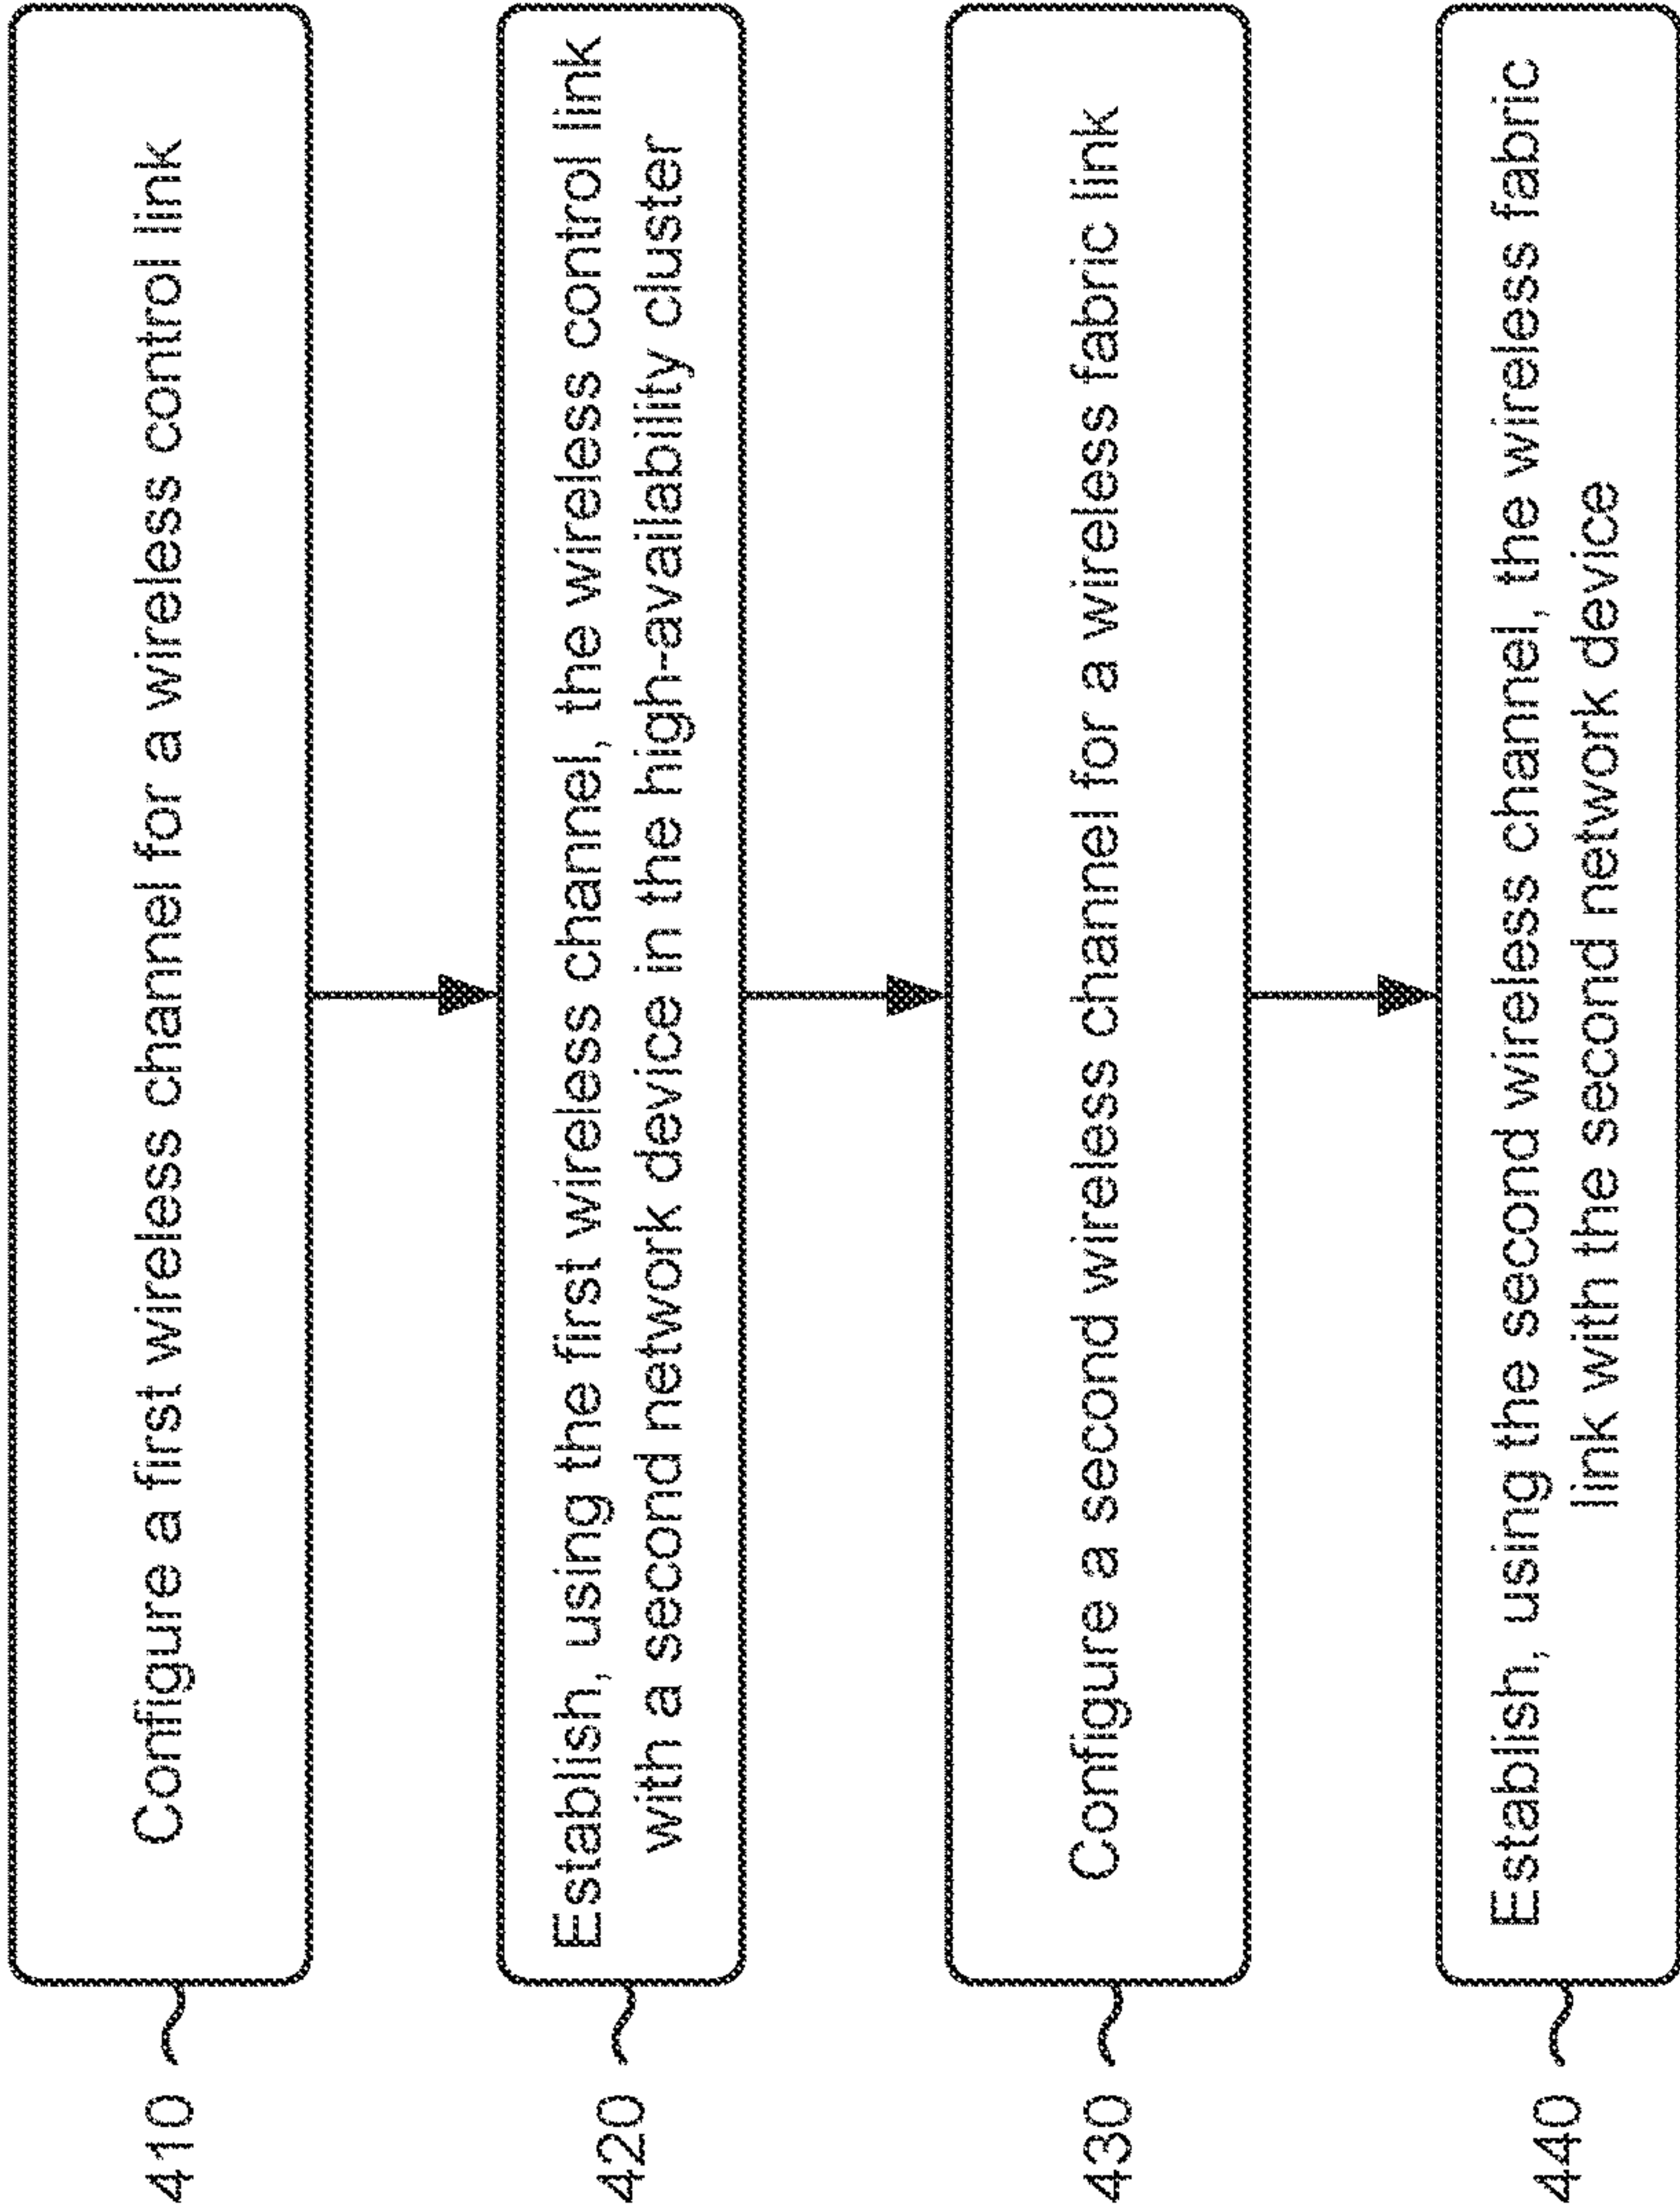 410
Configure a first wireless channel for a wireless control link
420
Establish, using the first wireless channel, the wireless control link
with a second network device in the high-availability cluster
430
Configure a second wireless channel for a wireless fabric link
440
Establish, using the second wireless channel, the wireless fabric
link with the second network device